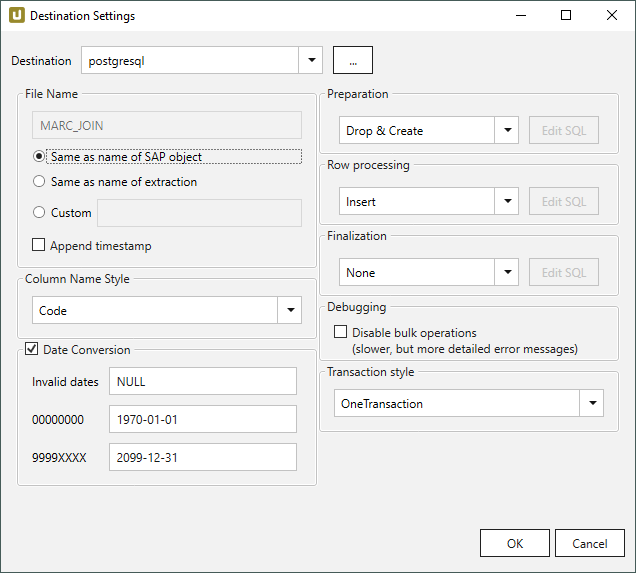 Destination Settings
Destination
postgresql
...
File Name
MARC_JOIN
Same as name of SAP object
Same as name of extraction
Custom
Append timestamp
Column Name Style
Code
Date Conversion
Invalid dates
NULL
00000000
1970-01-01
9999XXXX
2099-12-31
Preparation
Drop & Create
Edit SQL
Row processing
Insert
Edit SQL
Finalization
None
Edit SQL
Debugging
Disable bulk operations
(slower, but more detailed error messages)
Transaction style
OneTransaction
OK
Cancel